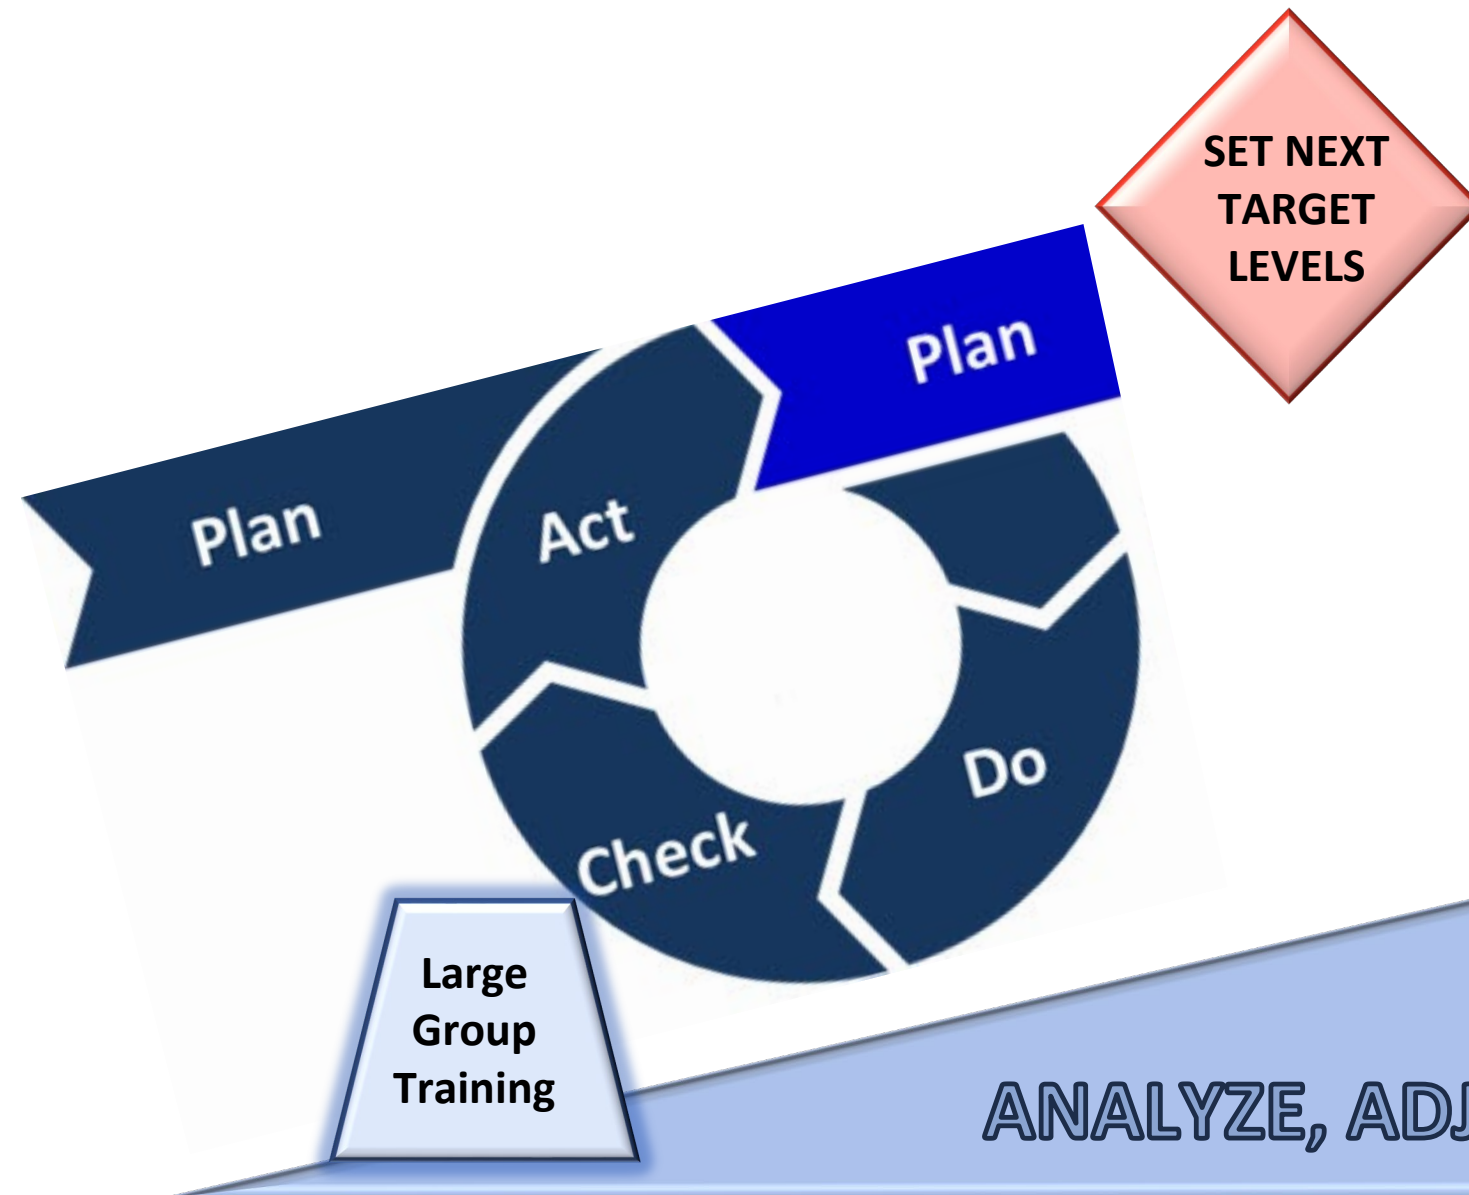 SET NEXT
TARGET
LEVELS
Plan
Plan
Act
Do
Check
Large
Group
Training
ANALYZE, ADJ